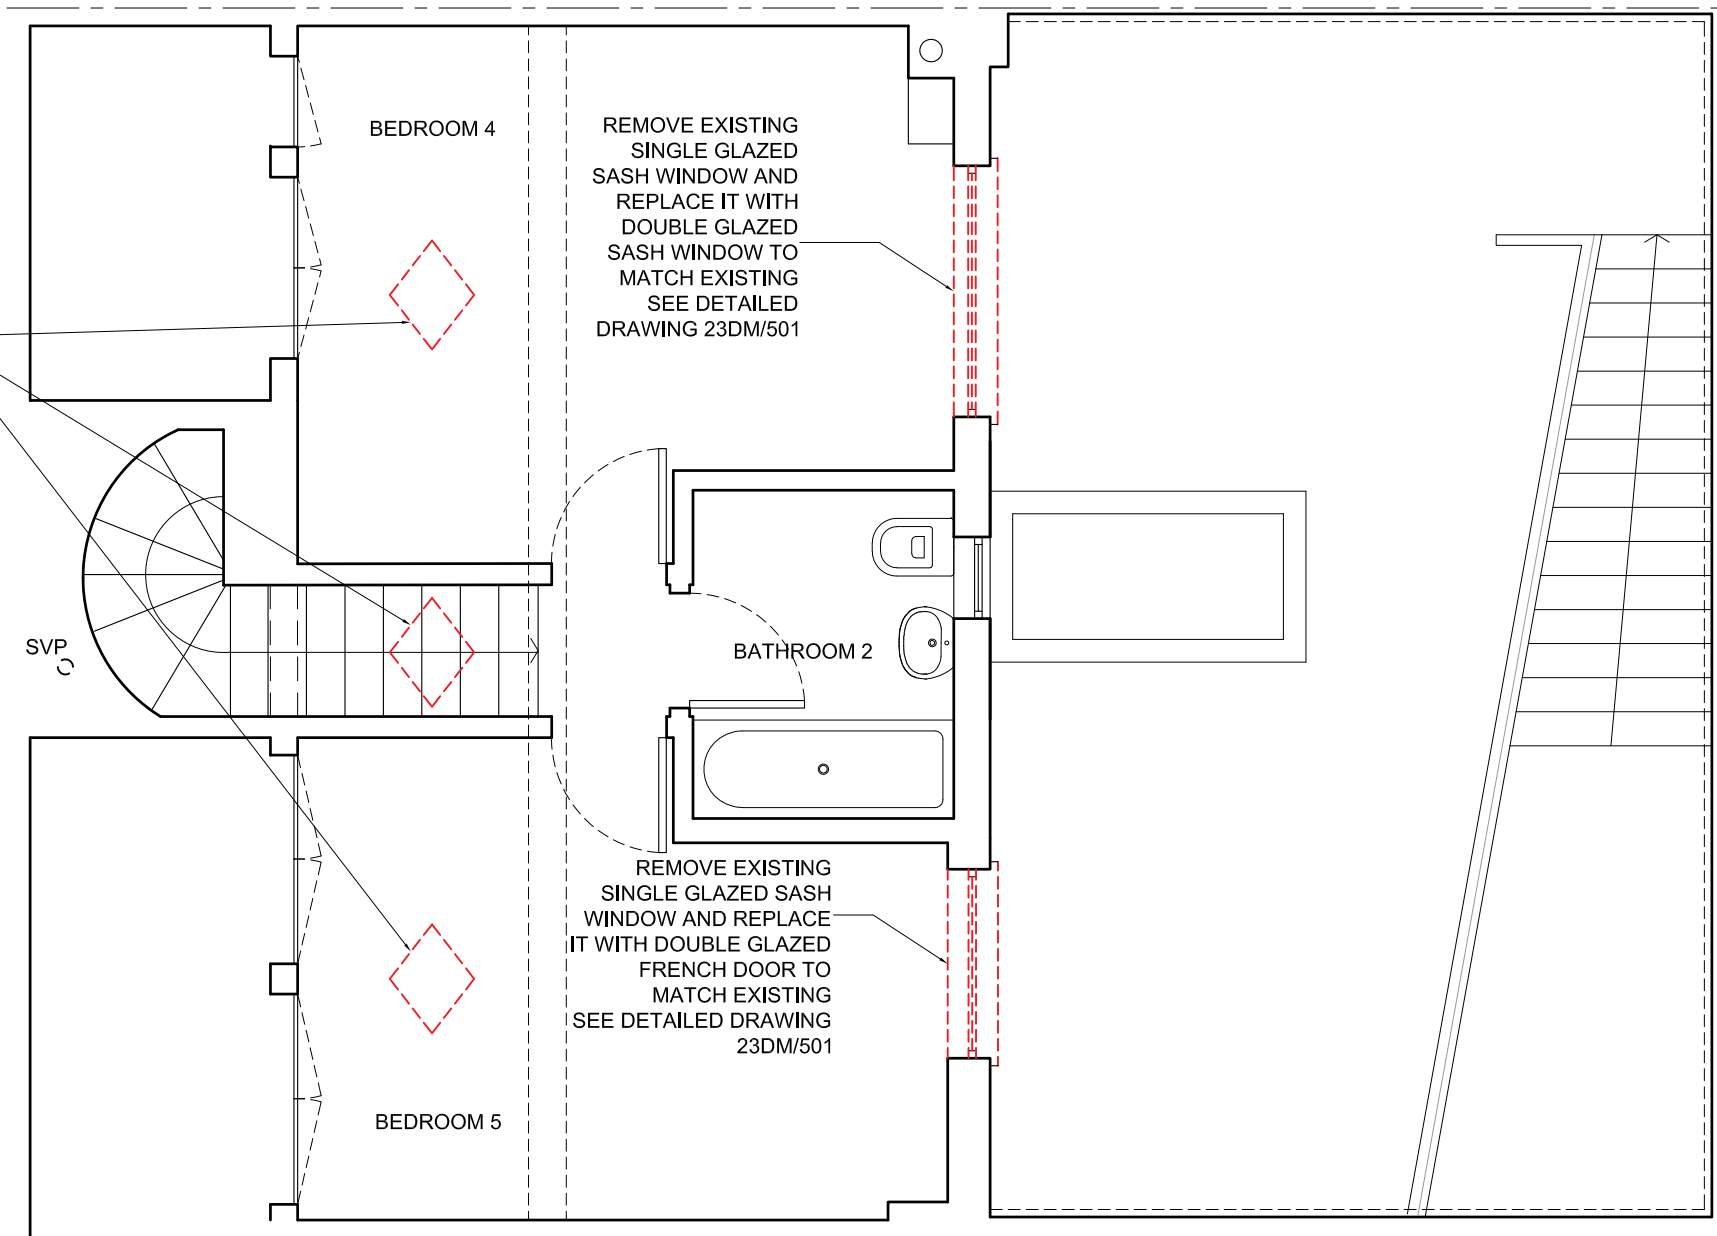 BEDROOM 4
REMOVE EXISTING
SINGLE GLAZED
SASH WINDOW AND
REPLACE IT WITH
DOUBLE GLAZED
SASH WINDOW TO
MATCH EXISTING
SEE DETAILED
DRAWING 23DM/501
SVP
BATHROOM 2
REMOVE EXISTING
SINGLE GLAZED SASH
WINDOW AND REPLACE
IT WITH DOUBLE GLAZED
FRENCH DOOR TO
MATCH EXISTING
SEE DETAILED DRAWING
23DM/501
BEDROOM 5